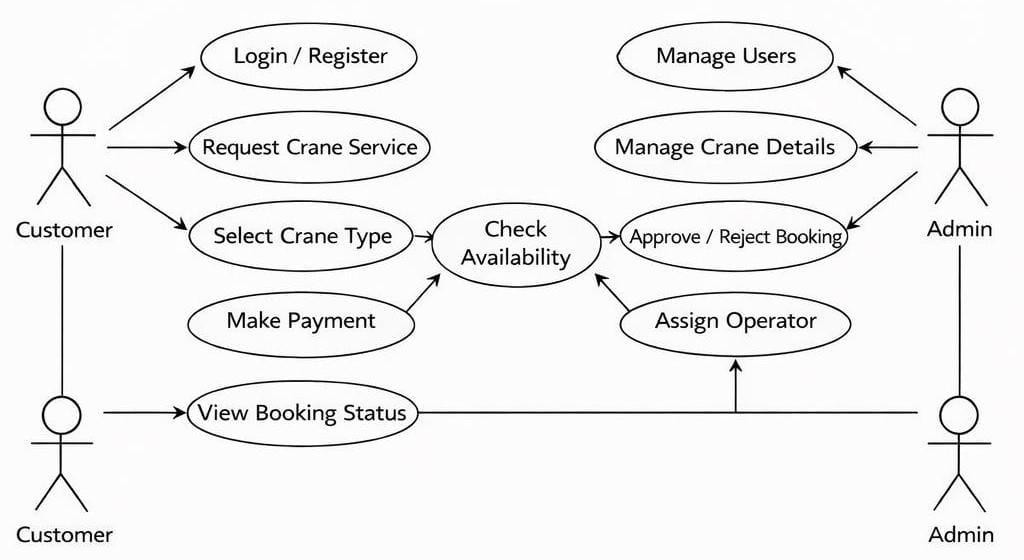 Login / Register
Manage Users
Request Crane Service
Manage Crane Details
Customer
Select Crane Type
Check
Availability
Approve / Reject Booking
Admin
Make Payment
Assign Operator
View Booking Status
Customer
Admin